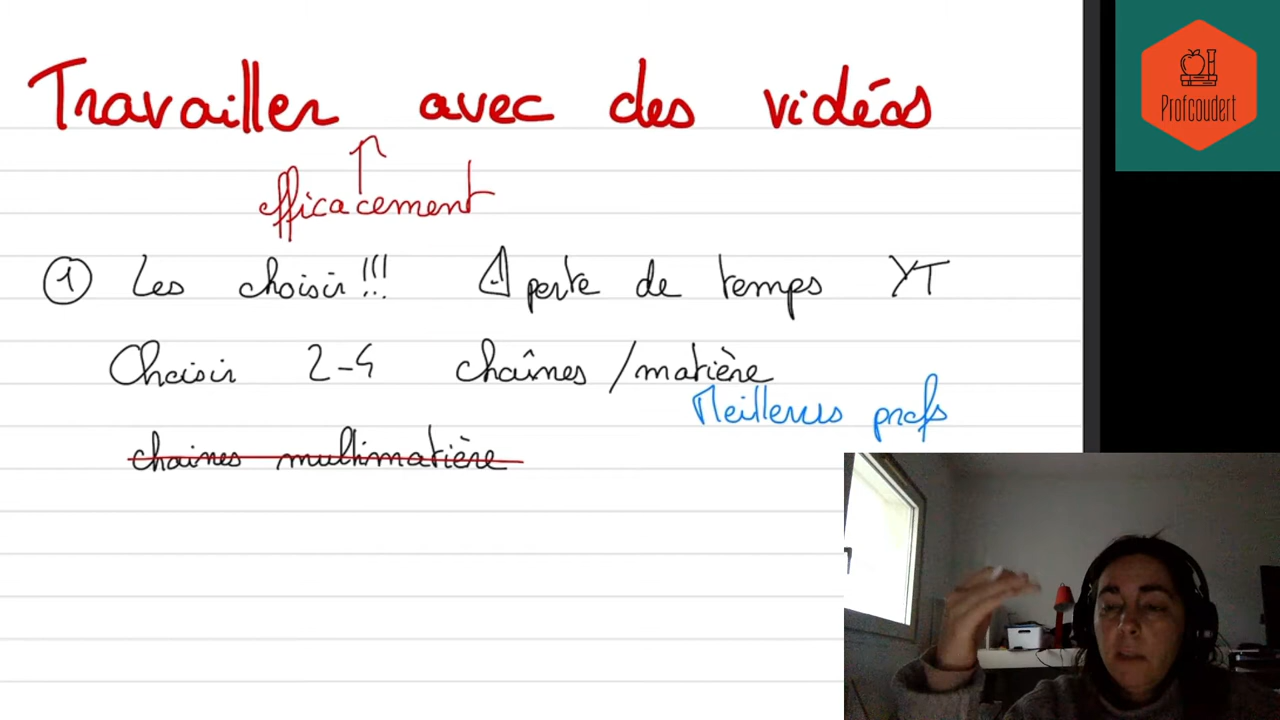 Travailler avec des vidéos
efficacement
① Les choisir!!! ⚠ perte de temps YT
Choisir 2-4 chaînes /matière
Meilleurs profs
chaines multimatière
Profcoudert